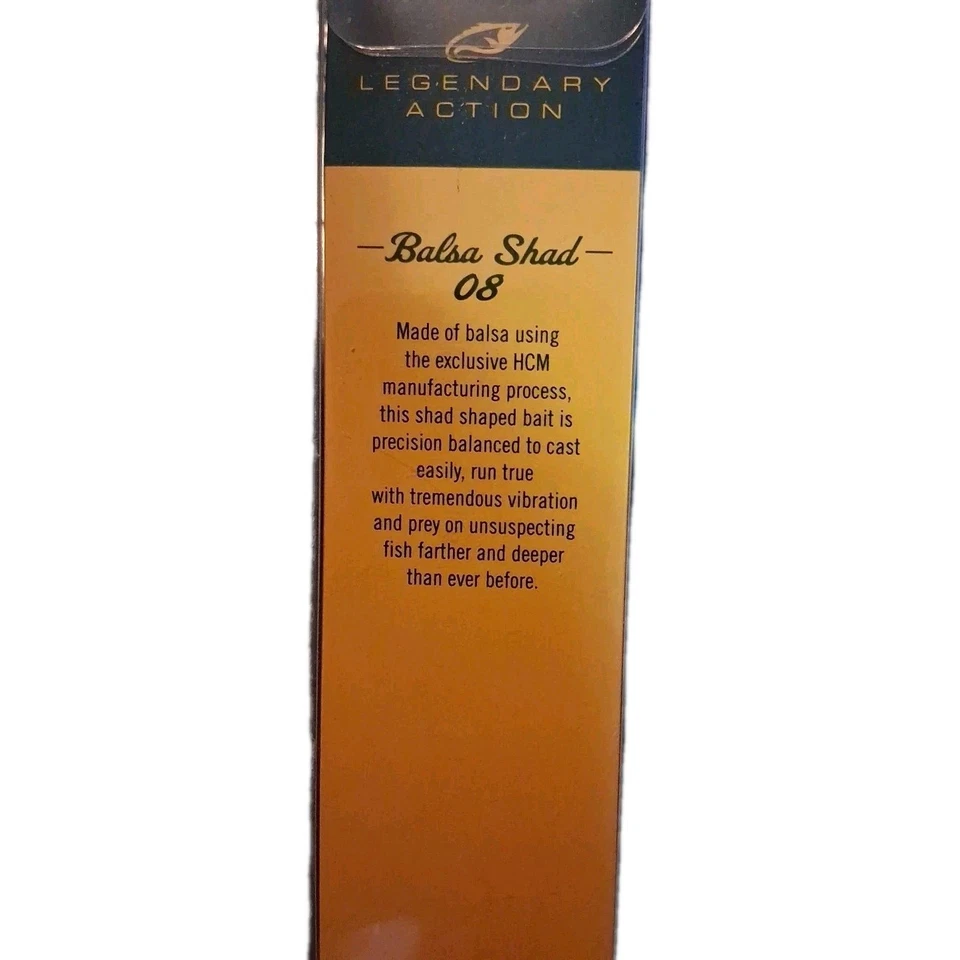 LEGENDARY
ACTION
—Balsa Shad—
08
Made of balsa using
the exclusive HCM
manufacturing process,
this shad shaped bait is
precision balanced to cast
easily, run true
with tremendous vibration
and prey on unsuspecting
fish farther and deeper
than ever before.